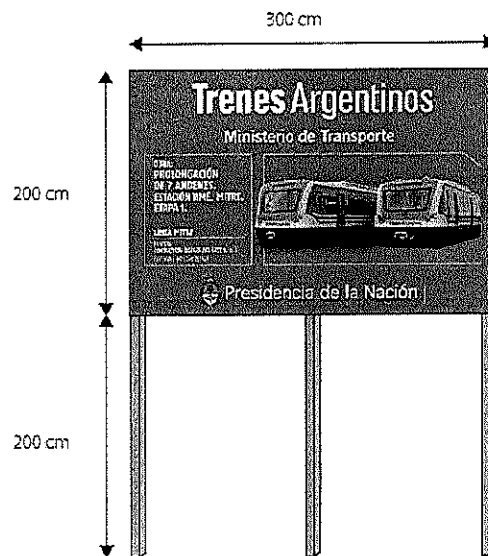 300 cm
Trenes Argentinos
Ministerio de Transporte
200 cm
OBRA:
PROLONGACIÓN
DE 7 ANDENES.
ESTACIÓN BME. MITRE.
ETAPA 1.
LINEA MITRE
Presidencia de la Nación
200 cm